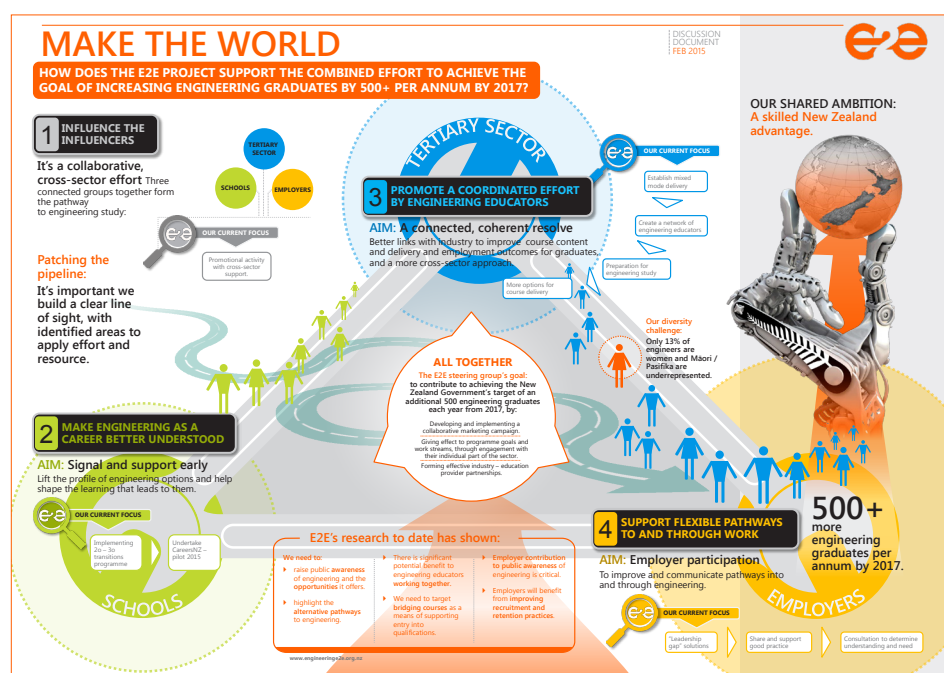 MAKE THE WORLD
DISCUSSION
DOCUMENT
FEB 2015
e2e
HOW DOES THE E2E PROJECT SUPPORT THE COMBINED EFFORT TO ACHIEVE THE
GOAL OF INCREASING ENGINEERING GRADUATES BY 500+ PER ANNUM BY 2017?
OUR SHARED AMBITION:
A skilled New Zealand
advantage.
1
INFLUENCE THE
INFLUENCERS
It's a collaborative,
cross-sector effort Three
connected groups together form
the pathway
to engineering study:
TERTIARY
SECTOR
SCHOOLS
EMPLOYERS
e2e
OUR CURRENT FOCUS
Promotional activity
with cross-sector
support.
Patching the
pipeline:
It's important we
build a clear line
of sight, with
identified areas to
apply effort and
resource.
TERTIARY SECTOR
3
PROMOTE A COORDINATED EFFORT
BY ENGINEERING EDUCATORS
AIM: A connected, coherent resolve
Better links with industry to improve course content
and delivery and employment outcomes for graduates,
and a more cross-sector approach.
e2e
OUR CURRENT FOCUS
Establish mixed
mode delivery
Create a network of
engineering educators
Preparation for
engineering study
More options for
course delivery
Our diversity
challenge:
Only 13% of
engineers are
women and Māori /
Pasifika are
underrepresented.
ALL TOGETHER
The E2E steering group's goal:
to contribute to achieving the New
Zealand Government's target of an
additional 500 engineering graduates
each year from 2017, by:
Developing and implementing a
collaborative marketing campaign.
Giving effect to programme goals and
work streams, through engagement with
their individual part of the sector.
Forming effective industry – education
provider partnerships.
2
MAKE ENGINEERING AS A
CAREER BETTER UNDERSTOOD
AIM: Signal and support early
Lift the profile of engineering options and help
shape the learning that leads to them.
e2e
OUR CURRENT FOCUS
Implementing
2o – 3o
transitions
programme
Undertake
CareersNZ –
pilot 2015
SCHOOLS
E2E's research to date has shown:
We need to:
raise public awareness
of engineering and the
opportunities it offers.
highlight the
alternative pathways
to engineering.
There is significant
potential benefit to
engineering educators
working together.
We need to target
bridging courses as a
means of supporting
entry into
qualifications.
Employer contribution
to public awareness of
engineering is critical.
Employers will benefit
from improving
recruitment and
retention practices.
www.engineeringe2e.org.nz
500+
more
engineering
graduates per
annum by 2017.
4
SUPPORT FLEXIBLE PATHWAYS
TO AND THROUGH WORK
AIM: Employer participation
To improve and communicate pathways into
and through engineering.
EMPLOYERS
e2e
OUR CURRENT FOCUS
"Leadership
gap" solutions
Share and support
good practice
Consultation to determine
understanding and need